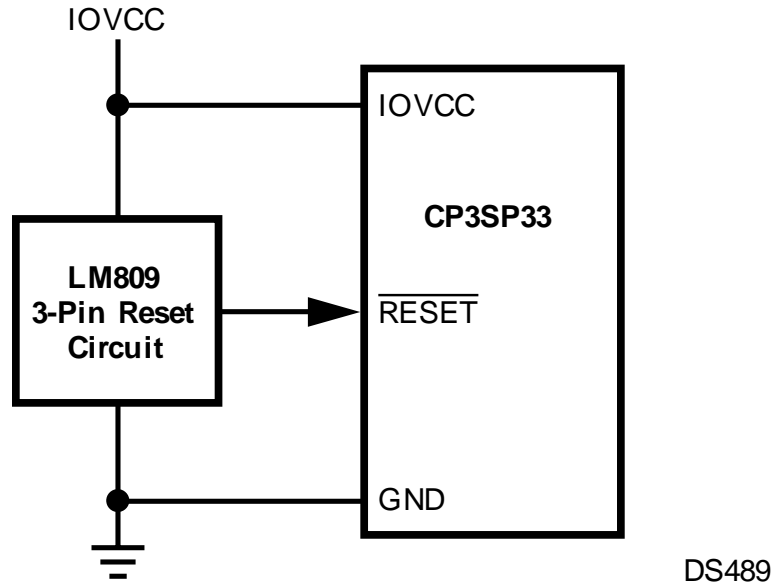 IOVCC
IOVCC
CP3SP33
LM809
3-Pin Reset
Circuit
RESET
GND
DS489